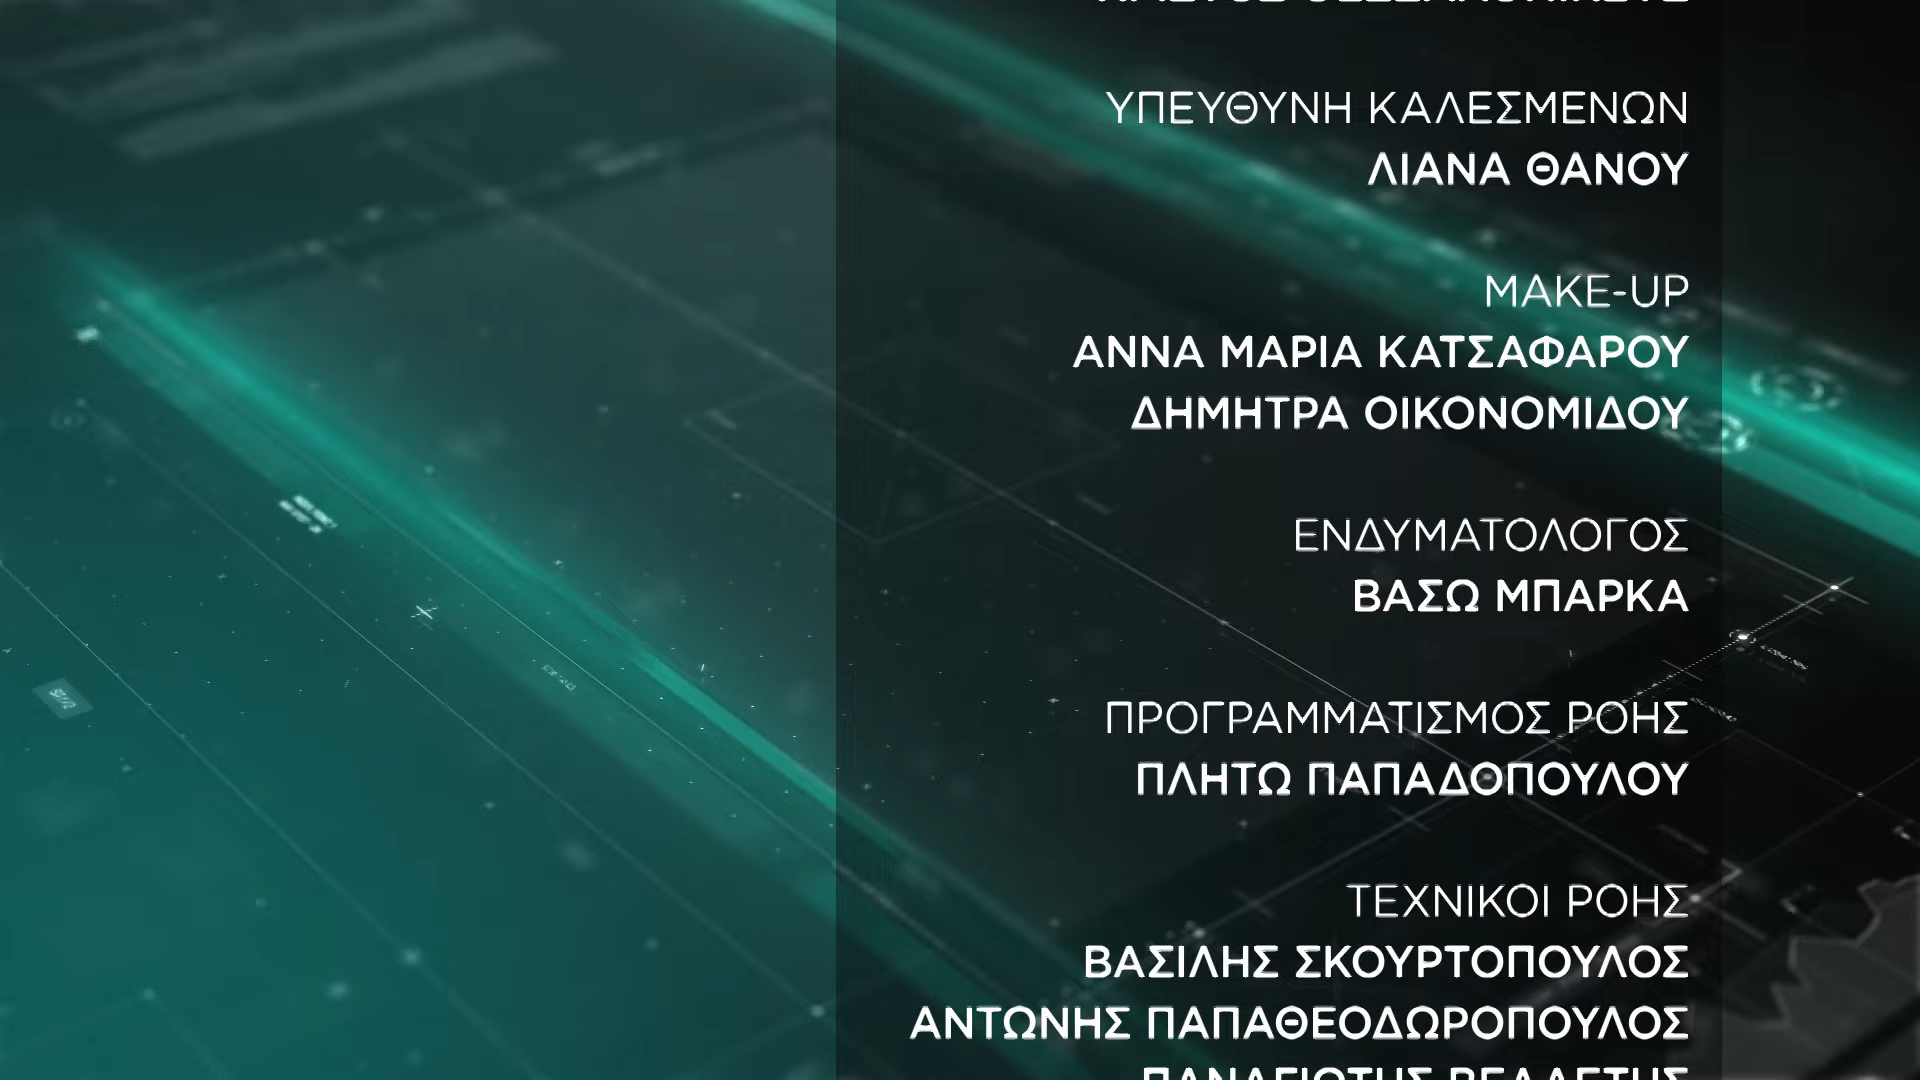 ΥΠΕΥΘΥΝΗ ΚΑΛΕΣΜΕΝΩΝ
ΛΙΑΝΑ ΘΑΝΟΥ
MAKE-UP
ΑΝΝΑ ΜΑΡΙΑ ΚΑΤΣΑΦΑΡΟΥ
ΔΗΜΗΤΡΑ ΟΙΚΟΝΟΜΙΔΟΥ
ΕΝΔΥΜΑΤΟΛΟΓΟΣ
ΒΑΣΩ ΜΠΑΡΚΑ
ΠΡΟΓΡΑΜΜΑΤΙΣΜΟΣ ΡΟΗΣ
ΠΛΗΤΩ ΠΑΠΑΔΟΠΟΥΛΟΥ
ΤΕΧΝΙΚΟΙ ΡΟΗΣ
ΒΑΣΙΛΗΣ ΣΚΟΥΡΤΟΠΟΥΛΟΣ
ΑΝΤΩΝΗΣ ΠΑΠΑΘΕΟΔΩΡΟΠΟΥΛΟΣ
ΠΑΝΑΓΙΩΤΗΣ